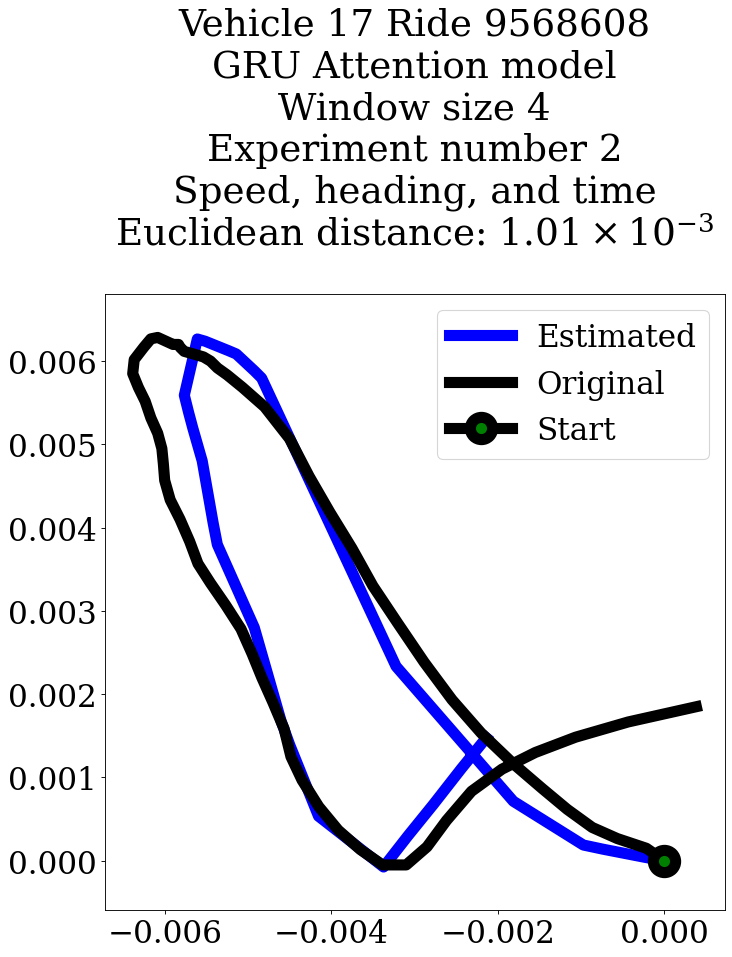 Vehicle 17 Ride 9568608
GRU Attention model
Window size 4
Experiment number 2
Speed, heading, and time
Euclidean distance: 1.01 × 10⁻³
Estimated
Original
Start
0.006
0.005
0.004
0.003
0.002
0.001
0.000
−0.006 −0.004 −0.002 0.000